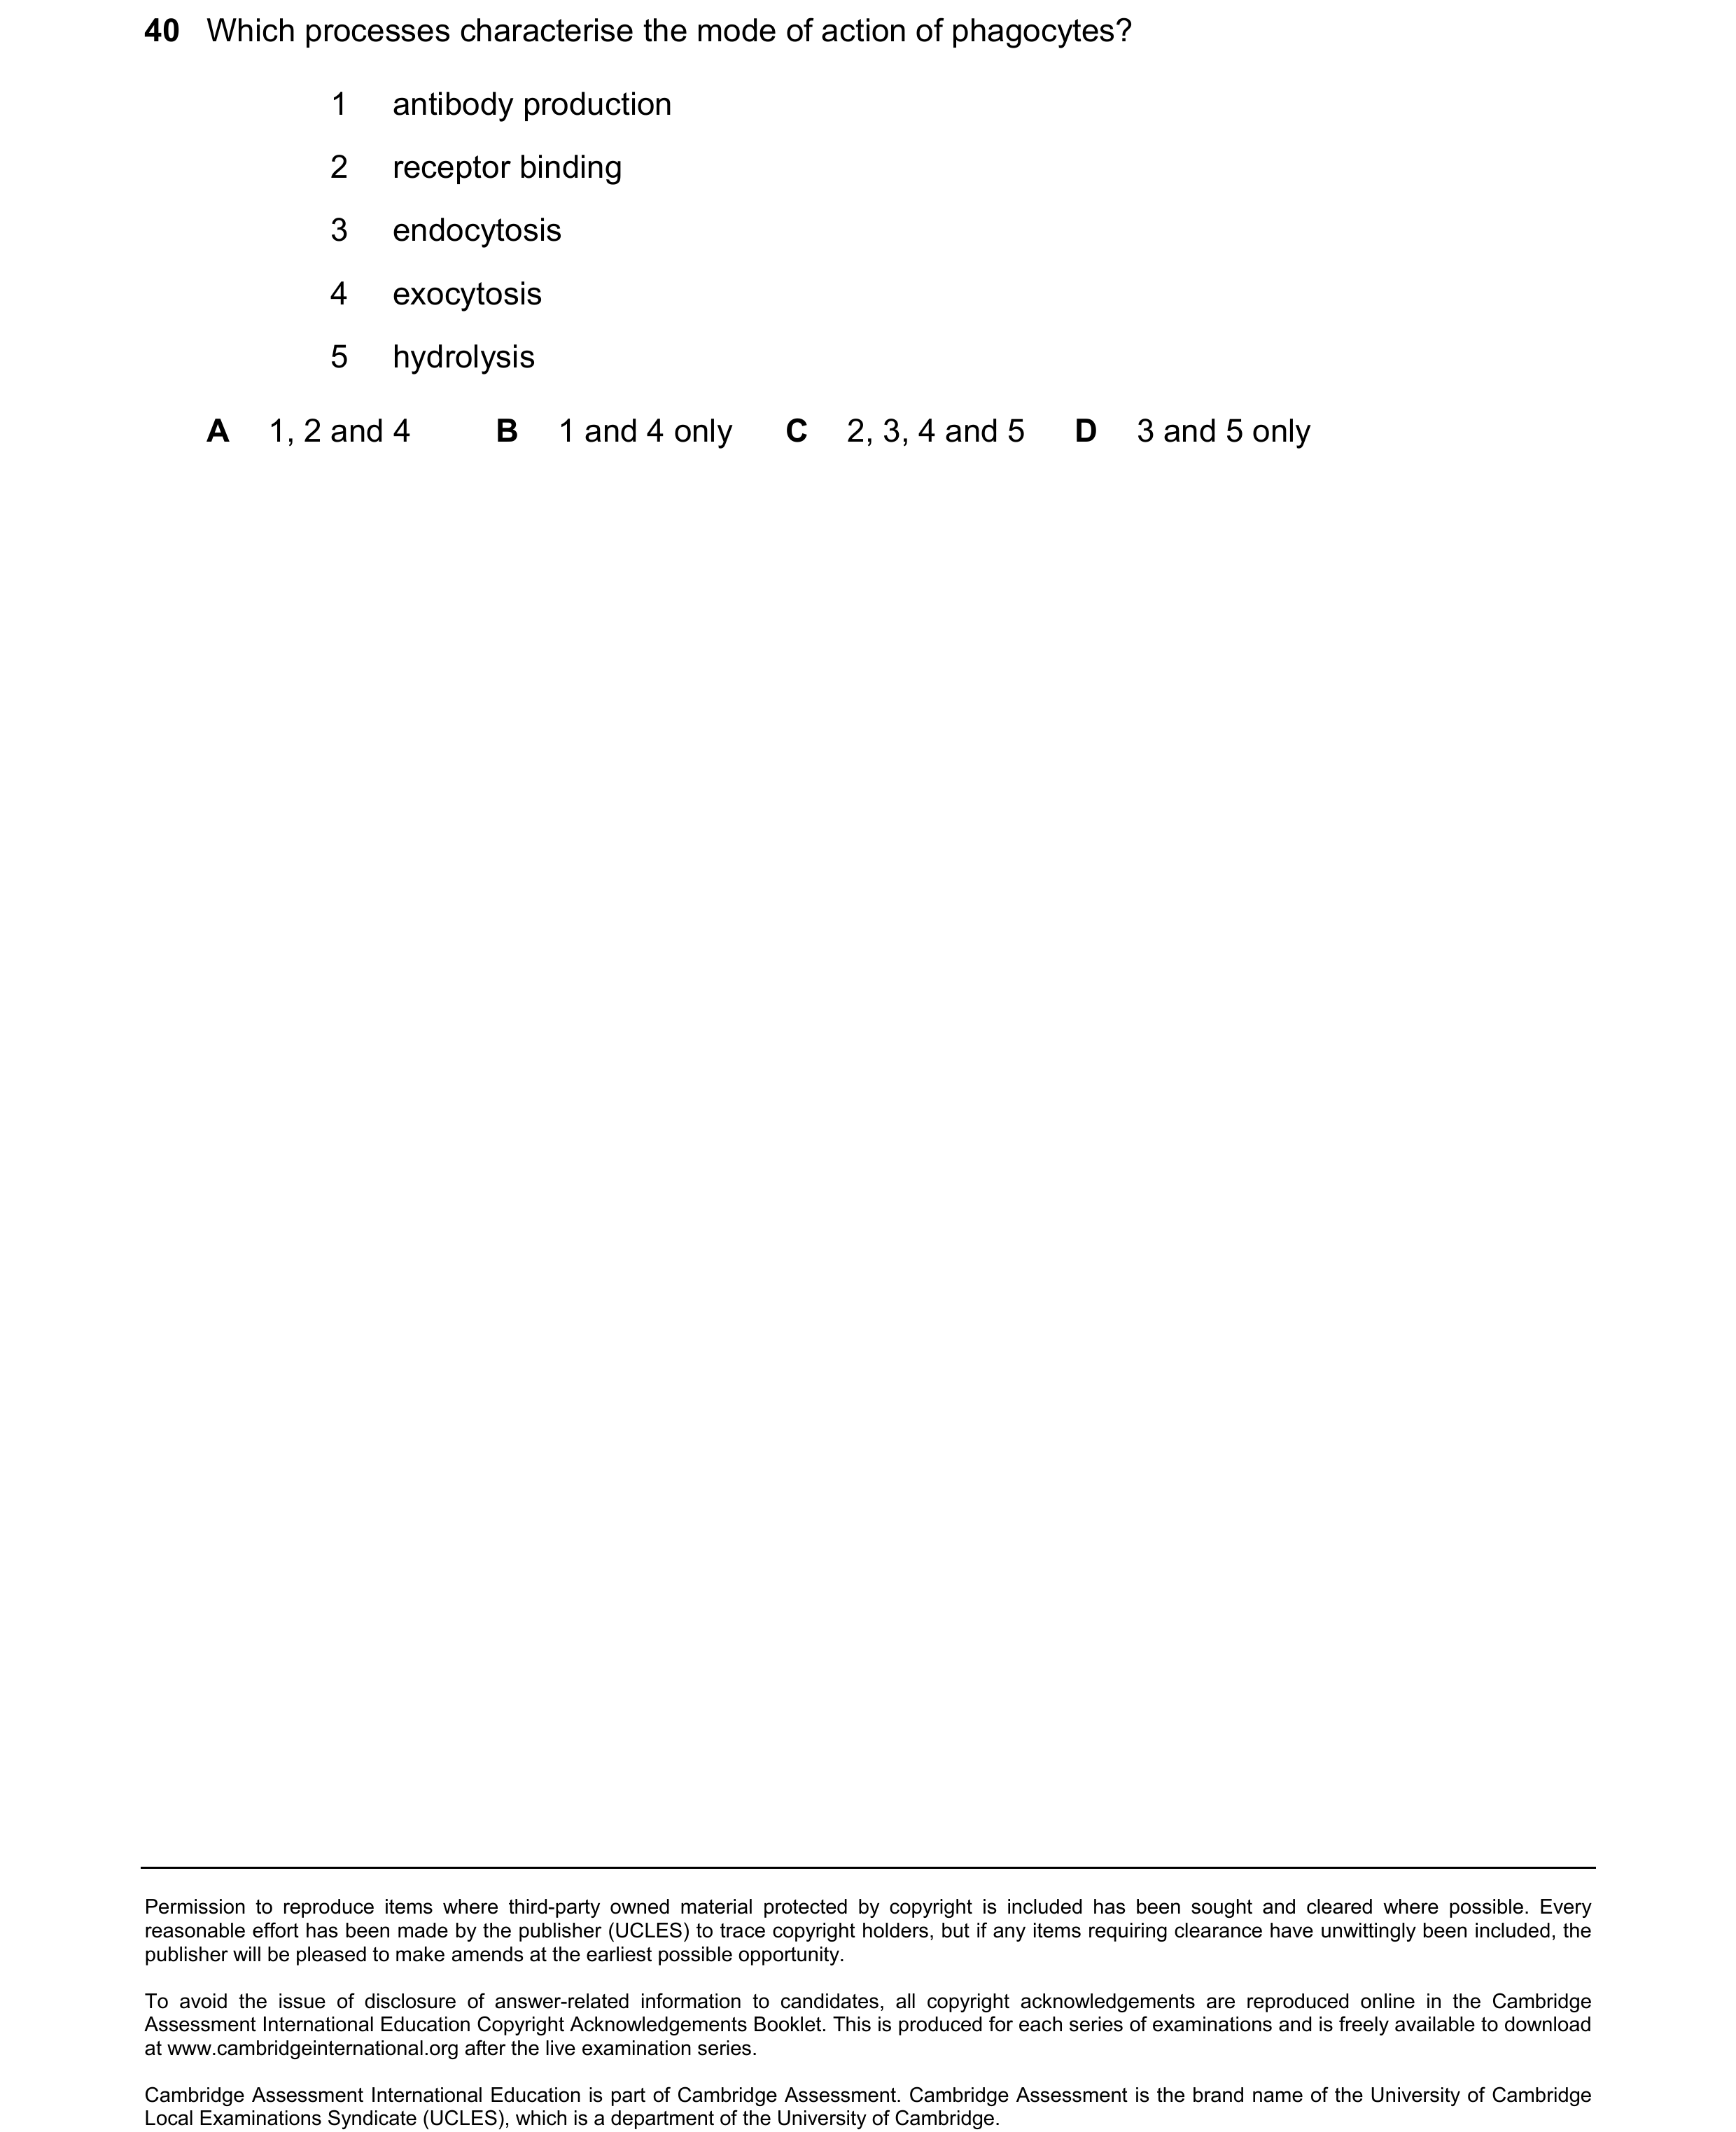 40 Which processes characterise the mode of action of phagocytes?
1 antibody production
2 receptor binding
3 endocytosis
4 exocytosis
5 hydrolysis
A 1, 2 and 4 B 1 and 4 only C 2, 3, 4 and 5 D 3 and 5 only
Permission to reproduce items where third-party owned material protected by copyright is included has been sought and cleared where possible. Every
reasonable effort has been made by the publisher (UCLES) to trace copyright holders, but if any items requiring clearance have unwittingly been included, the
publisher will be pleased to make amends at the earliest possible opportunity.
To avoid the issue of disclosure of answer-related information to candidates, all copyright acknowledgements are reproduced online in the Cambridge
Assessment International Education Copyright Acknowledgements Booklet. This is produced for each series of examinations and is freely available to download
at www.cambridgeinternational.org after the live examination series.
Cambridge Assessment International Education is part of Cambridge Assessment. Cambridge Assessment is the brand name of the University of Cambridge
Local Examinations Syndicate (UCLES), which is a department of the University of Cambridge.